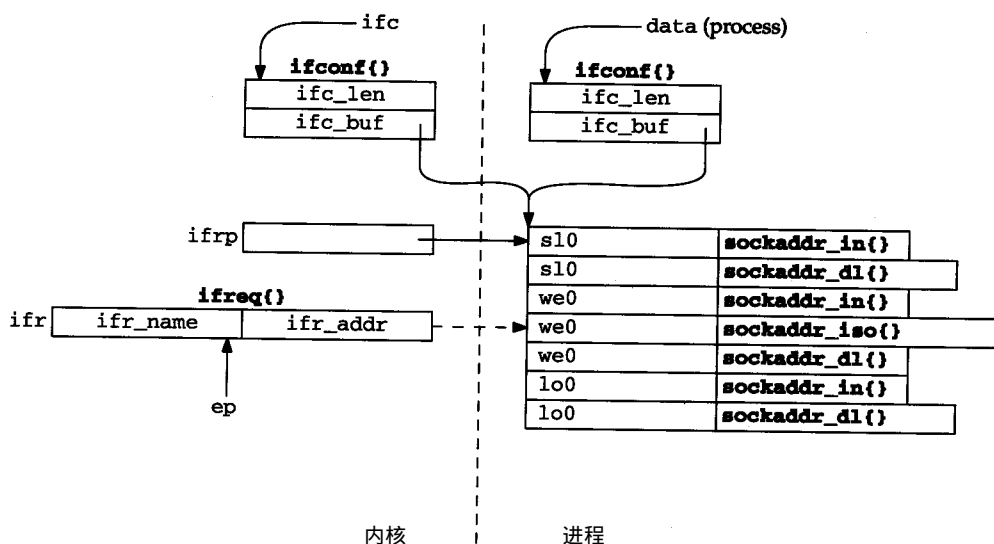 ifc
data (process)
ifconf{}
ifconf{}
ifc_len
ifc_len
ifc_buf
ifc_buf
ifrp
sl0 sockaddr_in{}
sl0 sockaddr_dl{}
we0 sockaddr_in{}
ifreq{}
ifr ifr_name ifr_addr
we0 sockaddr_iso{}
we0 sockaddr_dl{}
lo0 sockaddr_in{}
ep
lo0 sockaddr_dl{}
内核
进程